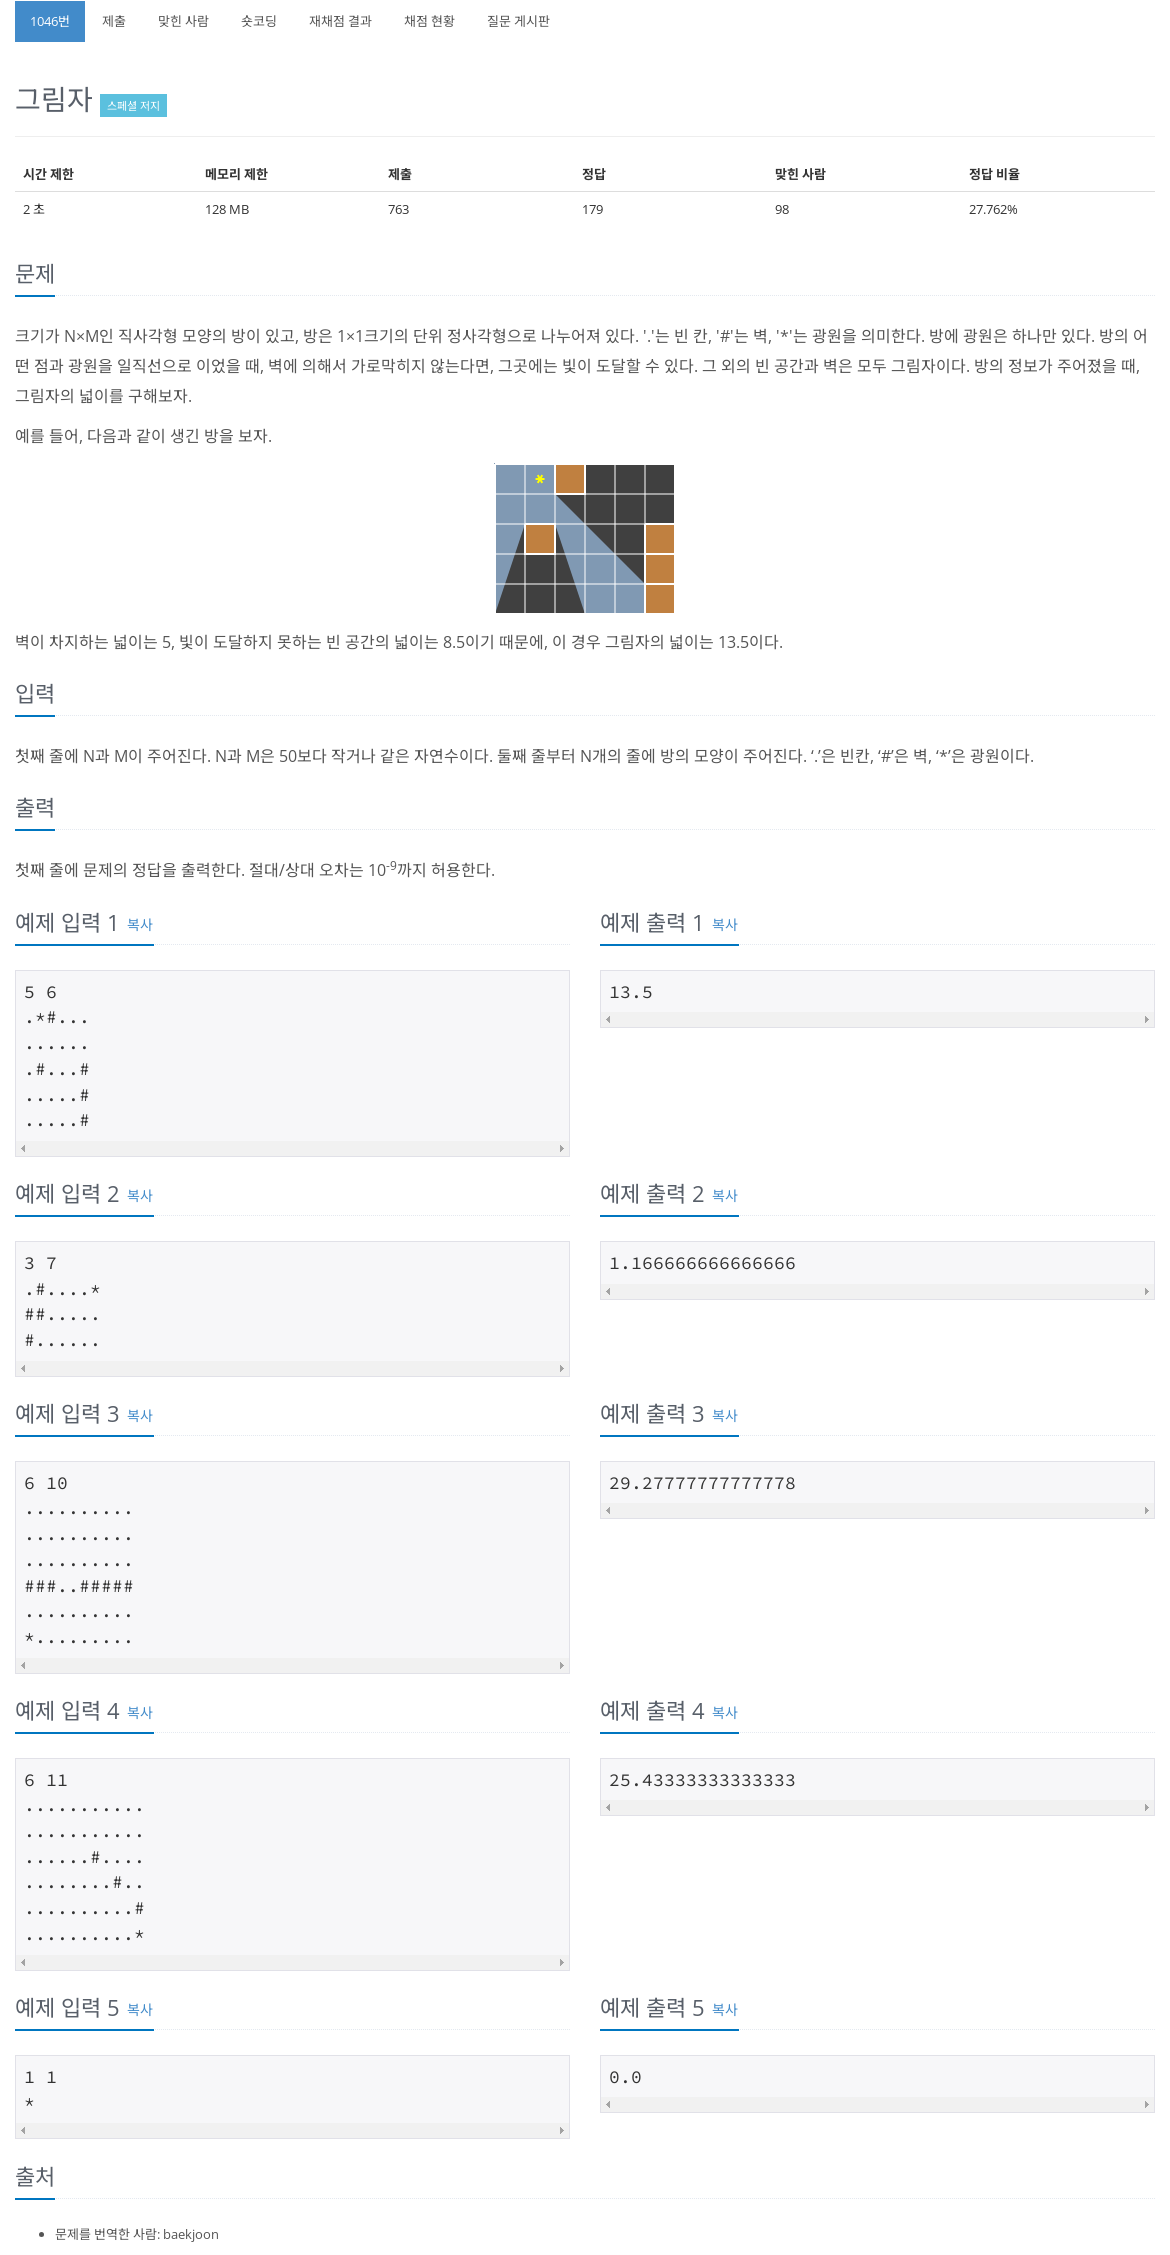 1046번 제출 맞힌 사람 숏코딩 재채점 결과 채점 현황 질문 게시판
그림자 스페셜 저지
시간 제한 메모리 제한 제출 정답 맞힌 사람 정답 비율
2 초 128 MB 763 179 98 27.762%
문제
크기가 N×M인 직사각형 모양의 방이 있고, 방은 1×1크기의 단위 정사각형으로 나누어져 있다. '.'는 빈 칸, '#'는 벽, '*'는 광원을 의미한다. 방에 광원은 하나만 있다. 방의 어
떤 점과 광원을 일직선으로 이었을 때, 벽에 의해서 가로막히지 않는다면, 그곳에는 빛이 도달할 수 있다. 그 외의 빈 공간과 벽은 모두 그림자이다. 방의 정보가 주어졌을 때,
그림자의 넓이를 구해보자.
예를 들어, 다음과 같이 생긴 방을 보자.
*
벽이 차지하는 넓이는 5, 빛이 도달하지 못하는 빈 공간의 넓이는 8.5이기 때문에, 이 경우 그림자의 넓이는 13.5이다.
입력
첫째 줄에 N과 M이 주어진다. N과 M은 50보다 작거나 같은 자연수이다. 둘째 줄부터 N개의 줄에 방의 모양이 주어진다. ‘.’은 빈칸, ‘#’은 벽, ‘*’은 광원이다.
출력
첫째 줄에 문제의 정답을 출력한다. 절대/상대 오차는 10-9까지 허용한다.
예제 입력 1 복사
5 6
.*#...
......
.#...#
.....#
.....#
예제 출력 1 복사
13.5
예제 입력 2 복사
3 7
.#....*
##.....
#......
예제 출력 2 복사
1.166666666666666
예제 입력 3 복사
6 10
..........
..........
..........
###..#####
..........
*.........
예제 출력 3 복사
29.27777777777778
예제 입력 4 복사
6 11
...........
...........
......#....
........#..
..........#
..........*
예제 출력 4 복사
25.43333333333333
예제 입력 5 복사
1 1
*
예제 출력 5 복사
0.0
출처
• 문제를 번역한 사람: baekjoon